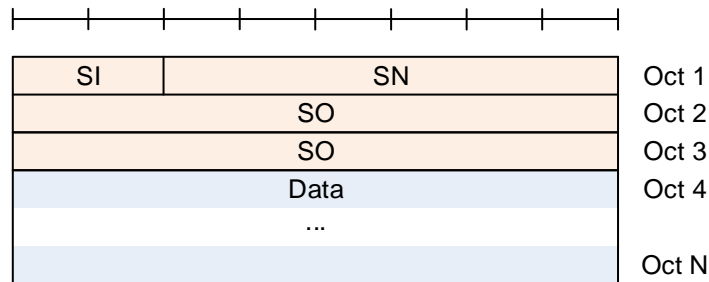 SI SN Oct 1
SO Oct 2
SO Oct 3
Data Oct 4
...
Oct N